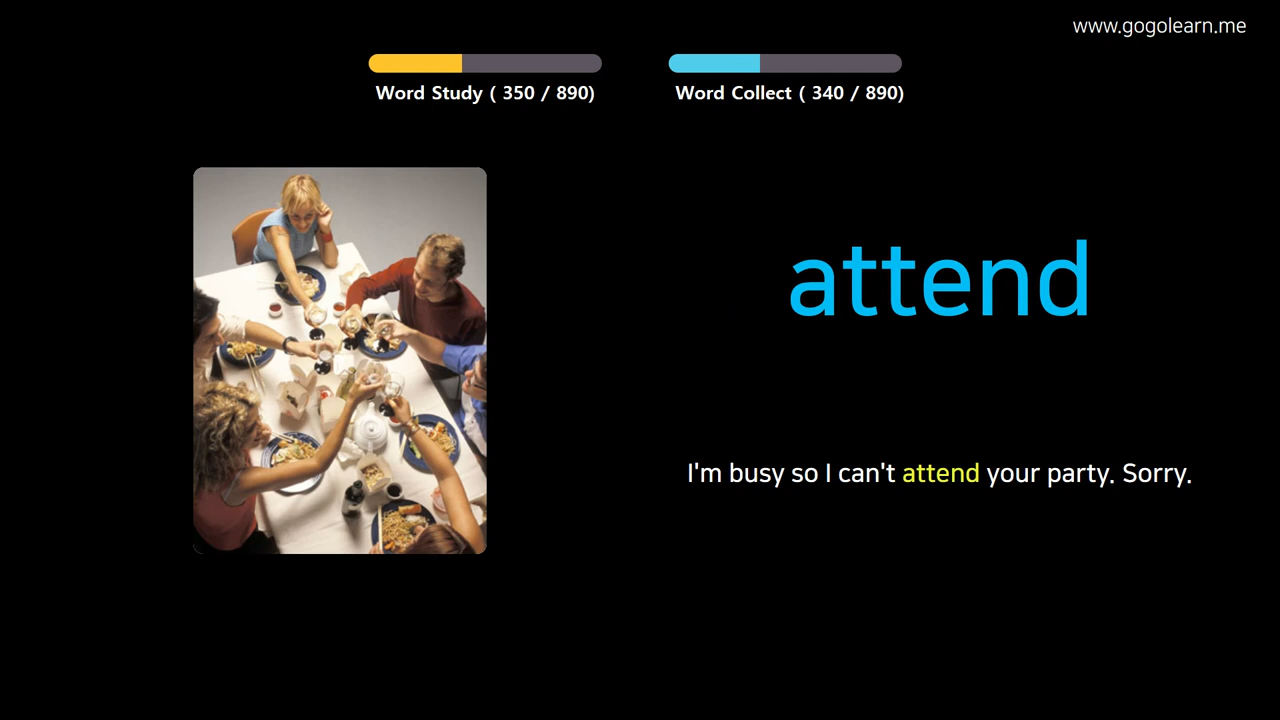 www.gogolearn.me
Word Study ( 350 / 890)
Word Collect ( 340 / 890)
attend
I'm busy so I can't attend your party. Sorry.